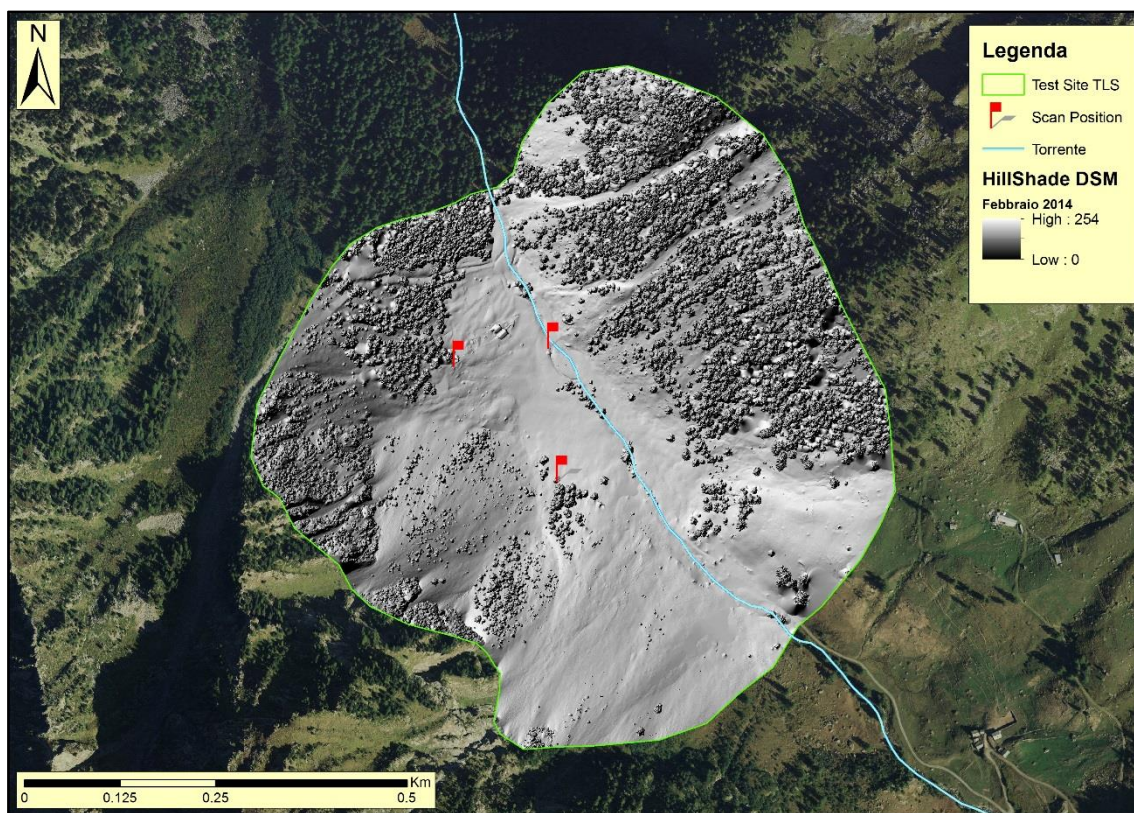 N
Legenda
Test Site TLS
Scan Position
Torrente
HillShade DSM
Febbraio 2014
High : 254
Low : 0
Km
0 0.125 0.25 0.5